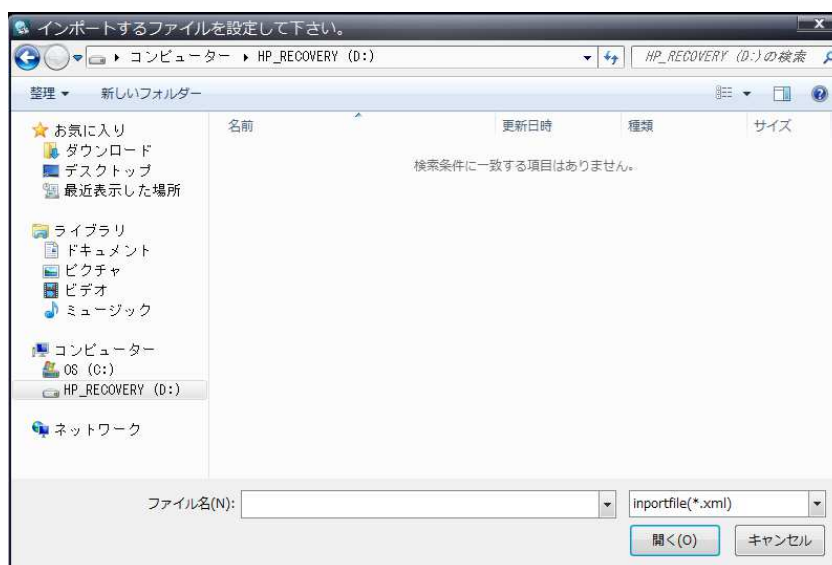 インポートするファイルを設定して下さい。
コンピューター ▸ HP_RECOVERY (D:)
HP_RECOVERY (D:)の検索
整理 新しいフォルダー
お気に入り
ダウンロード
デスクトップ
最近表示した場所
ライブラリ
ドキュメント
ピクチャ
ビデオ
ミュージック
コンピューター
OS (C:)
HP_RECOVERY (D:)
ネットワーク
名前 更新日時 種類 サイズ
検索条件に一致する項目はありません。
ファイル名(N): inportfile(*.xml)
開く(O) キャンセル